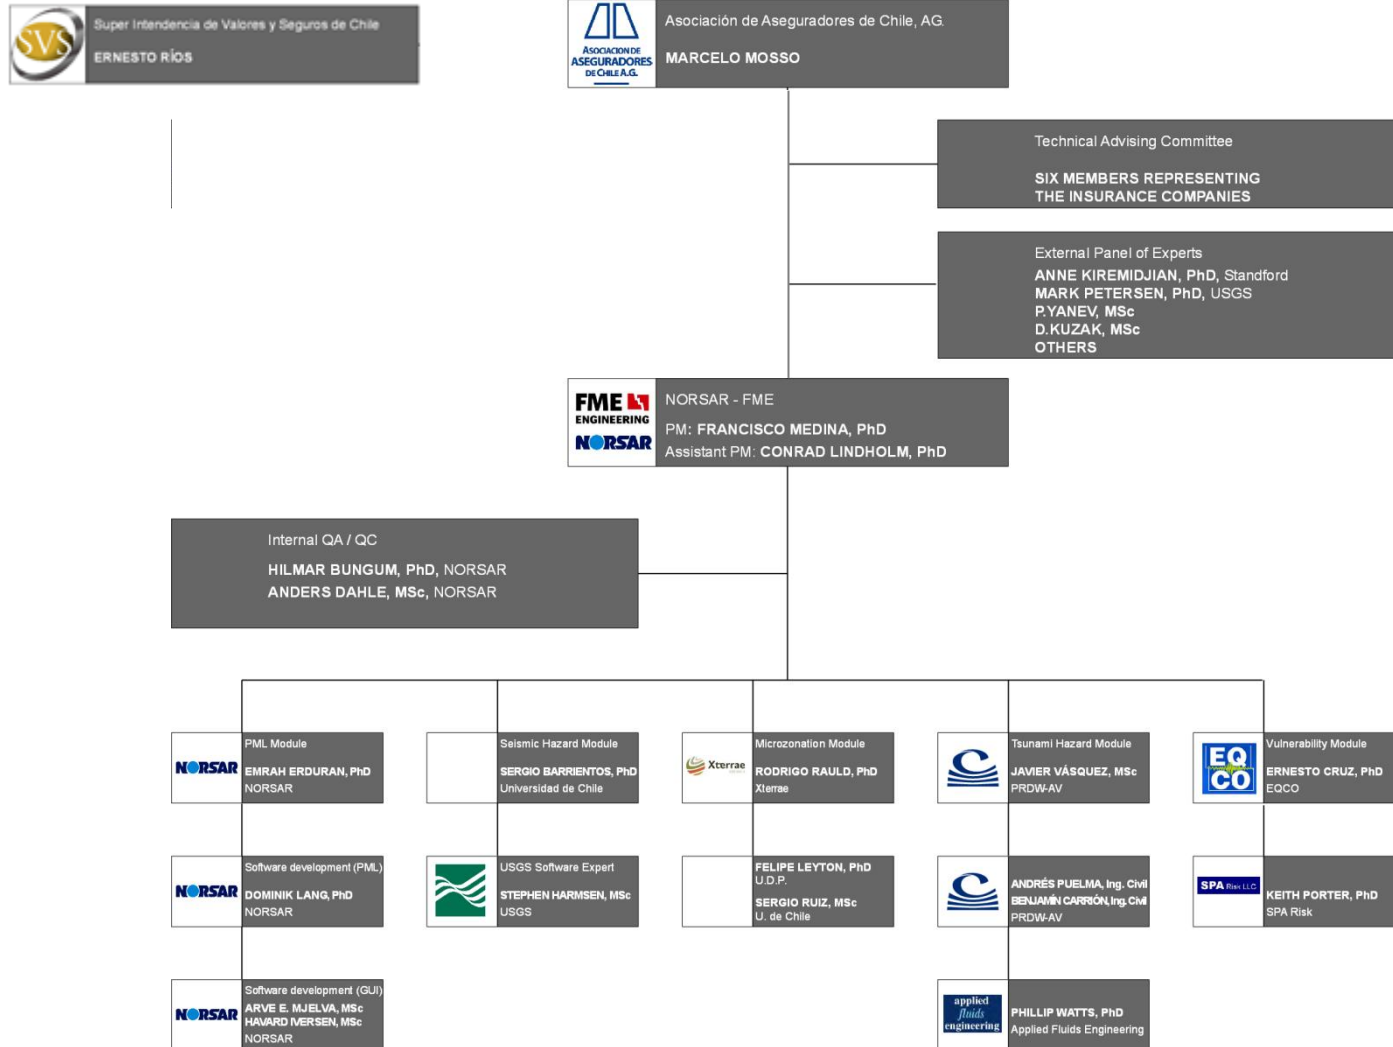 SVS
Super Intendencia de Valores y Seguros de Chile
ERNESTO RÍOS
ASOCIACION DE
ASEGURADORES
DE CHILE A.G.
Asociación de Aseguradores de Chile, AG.
MARCELO MOSSO
Technical Advising Committee
SIX MEMBERS REPRESENTING
THE INSURANCE COMPANIES
External Panel of Experts
ANNE KIREMIDJIAN, PhD, Standford
MARK PETERSEN, PhD, USGS
P.YANEV, MSc
D.KUZAK, MSc
OTHERS
FME
ENGINEERING
NORSAR
NORSAR - FME
PM: FRANCISCO MEDINA, PhD
Assistant PM: CONRAD LINDHOLM, PhD
Internal QA / QC
HILMAR BUNGUM, PhD, NORSAR
ANDERS DAHLE, MSc, NORSAR
NORSAR
PML Module
EMRAH ERDURAN, PhD
NORSAR
Seismic Hazard Module
SERGIO BARRIENTOS, PhD
Universidad de Chile
Xterrae
Microzonation Module
RODRIGO RAULD, PhD
Xterrae
Tsunami Hazard Module
JAVIER VÁSQUEZ, MSc
PRDW-AV
EQ
CO
Vulnerability Module
ERNESTO CRUZ, PhD
EQCO
NORSAR
Software development (PML)
DOMINIK LANG, PhD
NORSAR
USGS Software Expert
STEPHEN HARMSEN, MSc
USGS
FELIPE LEYTON, PhD
U.D.P.
SERGIO RUIZ, MSc
U. de Chile
ANDRÉS PUELMA, Ing. Civil
BENJAMÍN CARRIÓN, Ing. Civil
PRDW-AV
SPA Risk LLC
KEITH PORTER, PhD
SPA Risk
NORSAR
Software development (GUI)
ARVE E. MJELVA, MSc
HAVARD IVERSEN, MSc
NORSAR
applied
fluids
engineering
PHILLIP WATTS, PhD
Applied Fluids Engineering